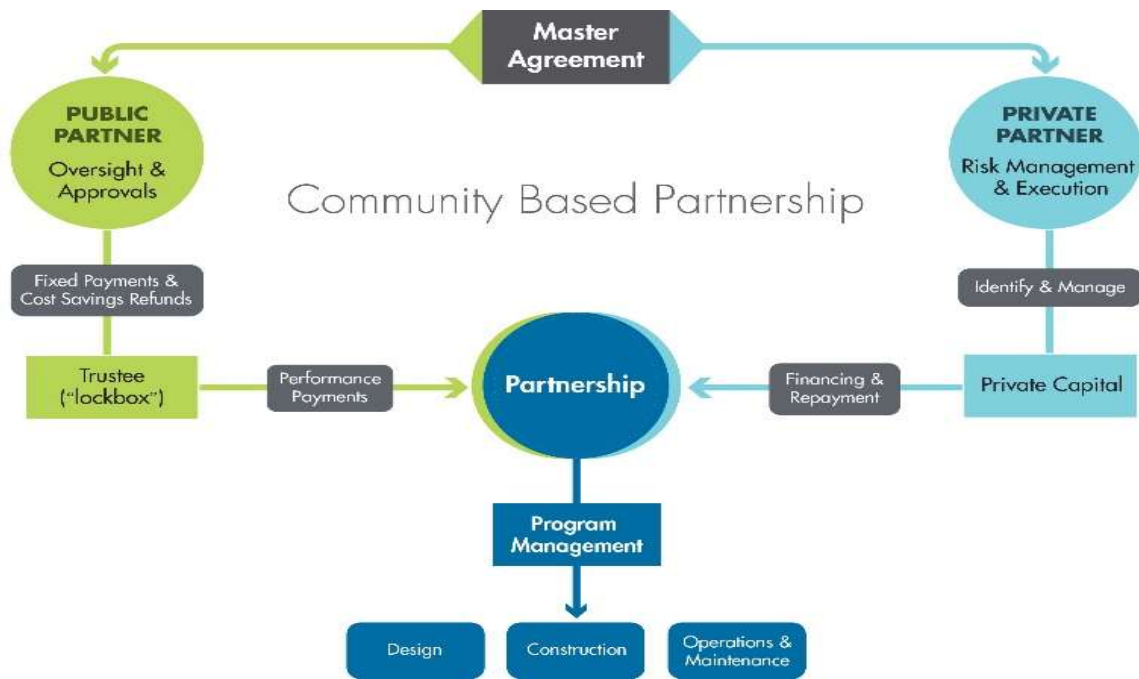 Master
Agreement
PUBLIC
PARTNER
Oversight &
Approvals
PRIVATE
PARTNER
Risk Management
& Execution
Community Based Partnership
Fixed Payments &
Cost Savings Refunds
Identify & Manage
Trustee
("lockbox")
Performance
Payments
Partnership
Financing &
Repayment
Private Capital
Program
Management
Design
Construction
Operations &
Maintenance